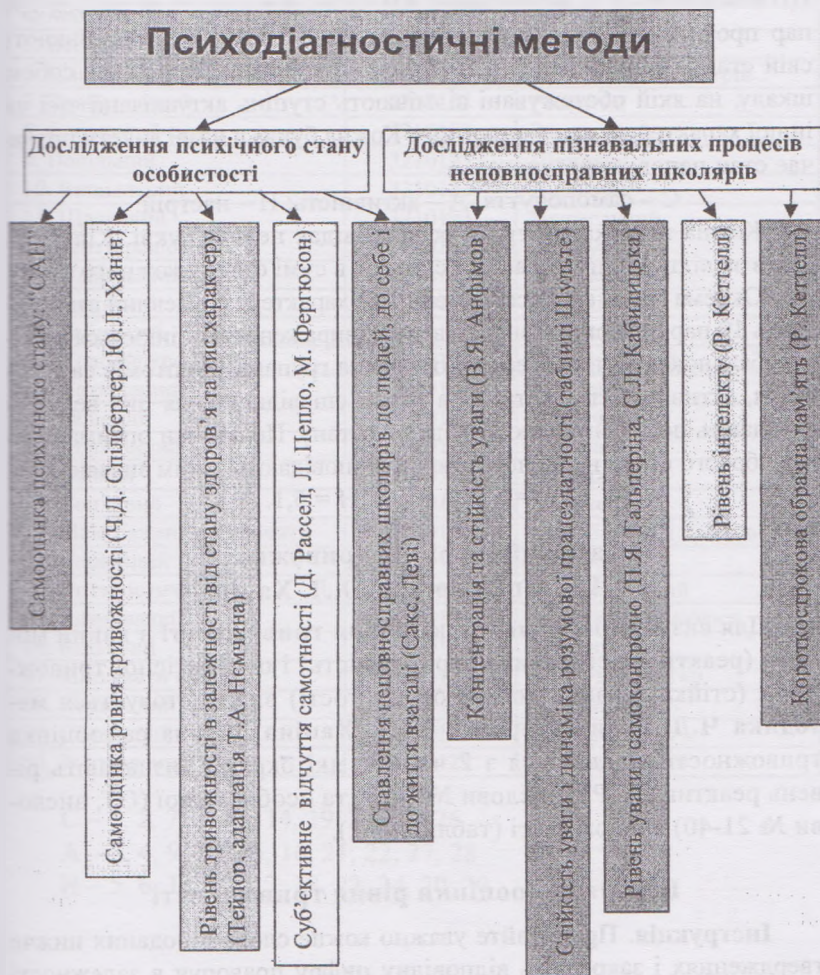 Психодіагностичні методи
Дослідження психічного стану
особистості
Дослідження пізнавальних процесів
неповносправних школярів
Самооцінка психічного стану: "САН"
Самооцінка рівня тривожності (Ч.Д. Спілбергер, Ю.Л. Ханін)
Рівень тривоги в залежності від стану здоров'я та рис характеру
(Тейлор, адаптація Т.А. Немчина)
Суб'єктивне відчуття самотності (Д. Рассел, Л. Пепло, М. Фергюсон)
Ставлення неповносправних школярів до людей, до себе і
до життя взагалі (Сакс, Леві)
Концентрація та стійкість уваги (В.Я. Анфімов)
Стійкість уваги і динаміка розумової працездатності (таблиці Шульте)
Рівень уваги і самоконтролю (П.Я. Гальперіна, С.Л. Кабилицька)
Рівень інтелекту (Р. Кеттелл)
Короткострокова образна пам'ять (Р. Кеттелл)
Інструкція.